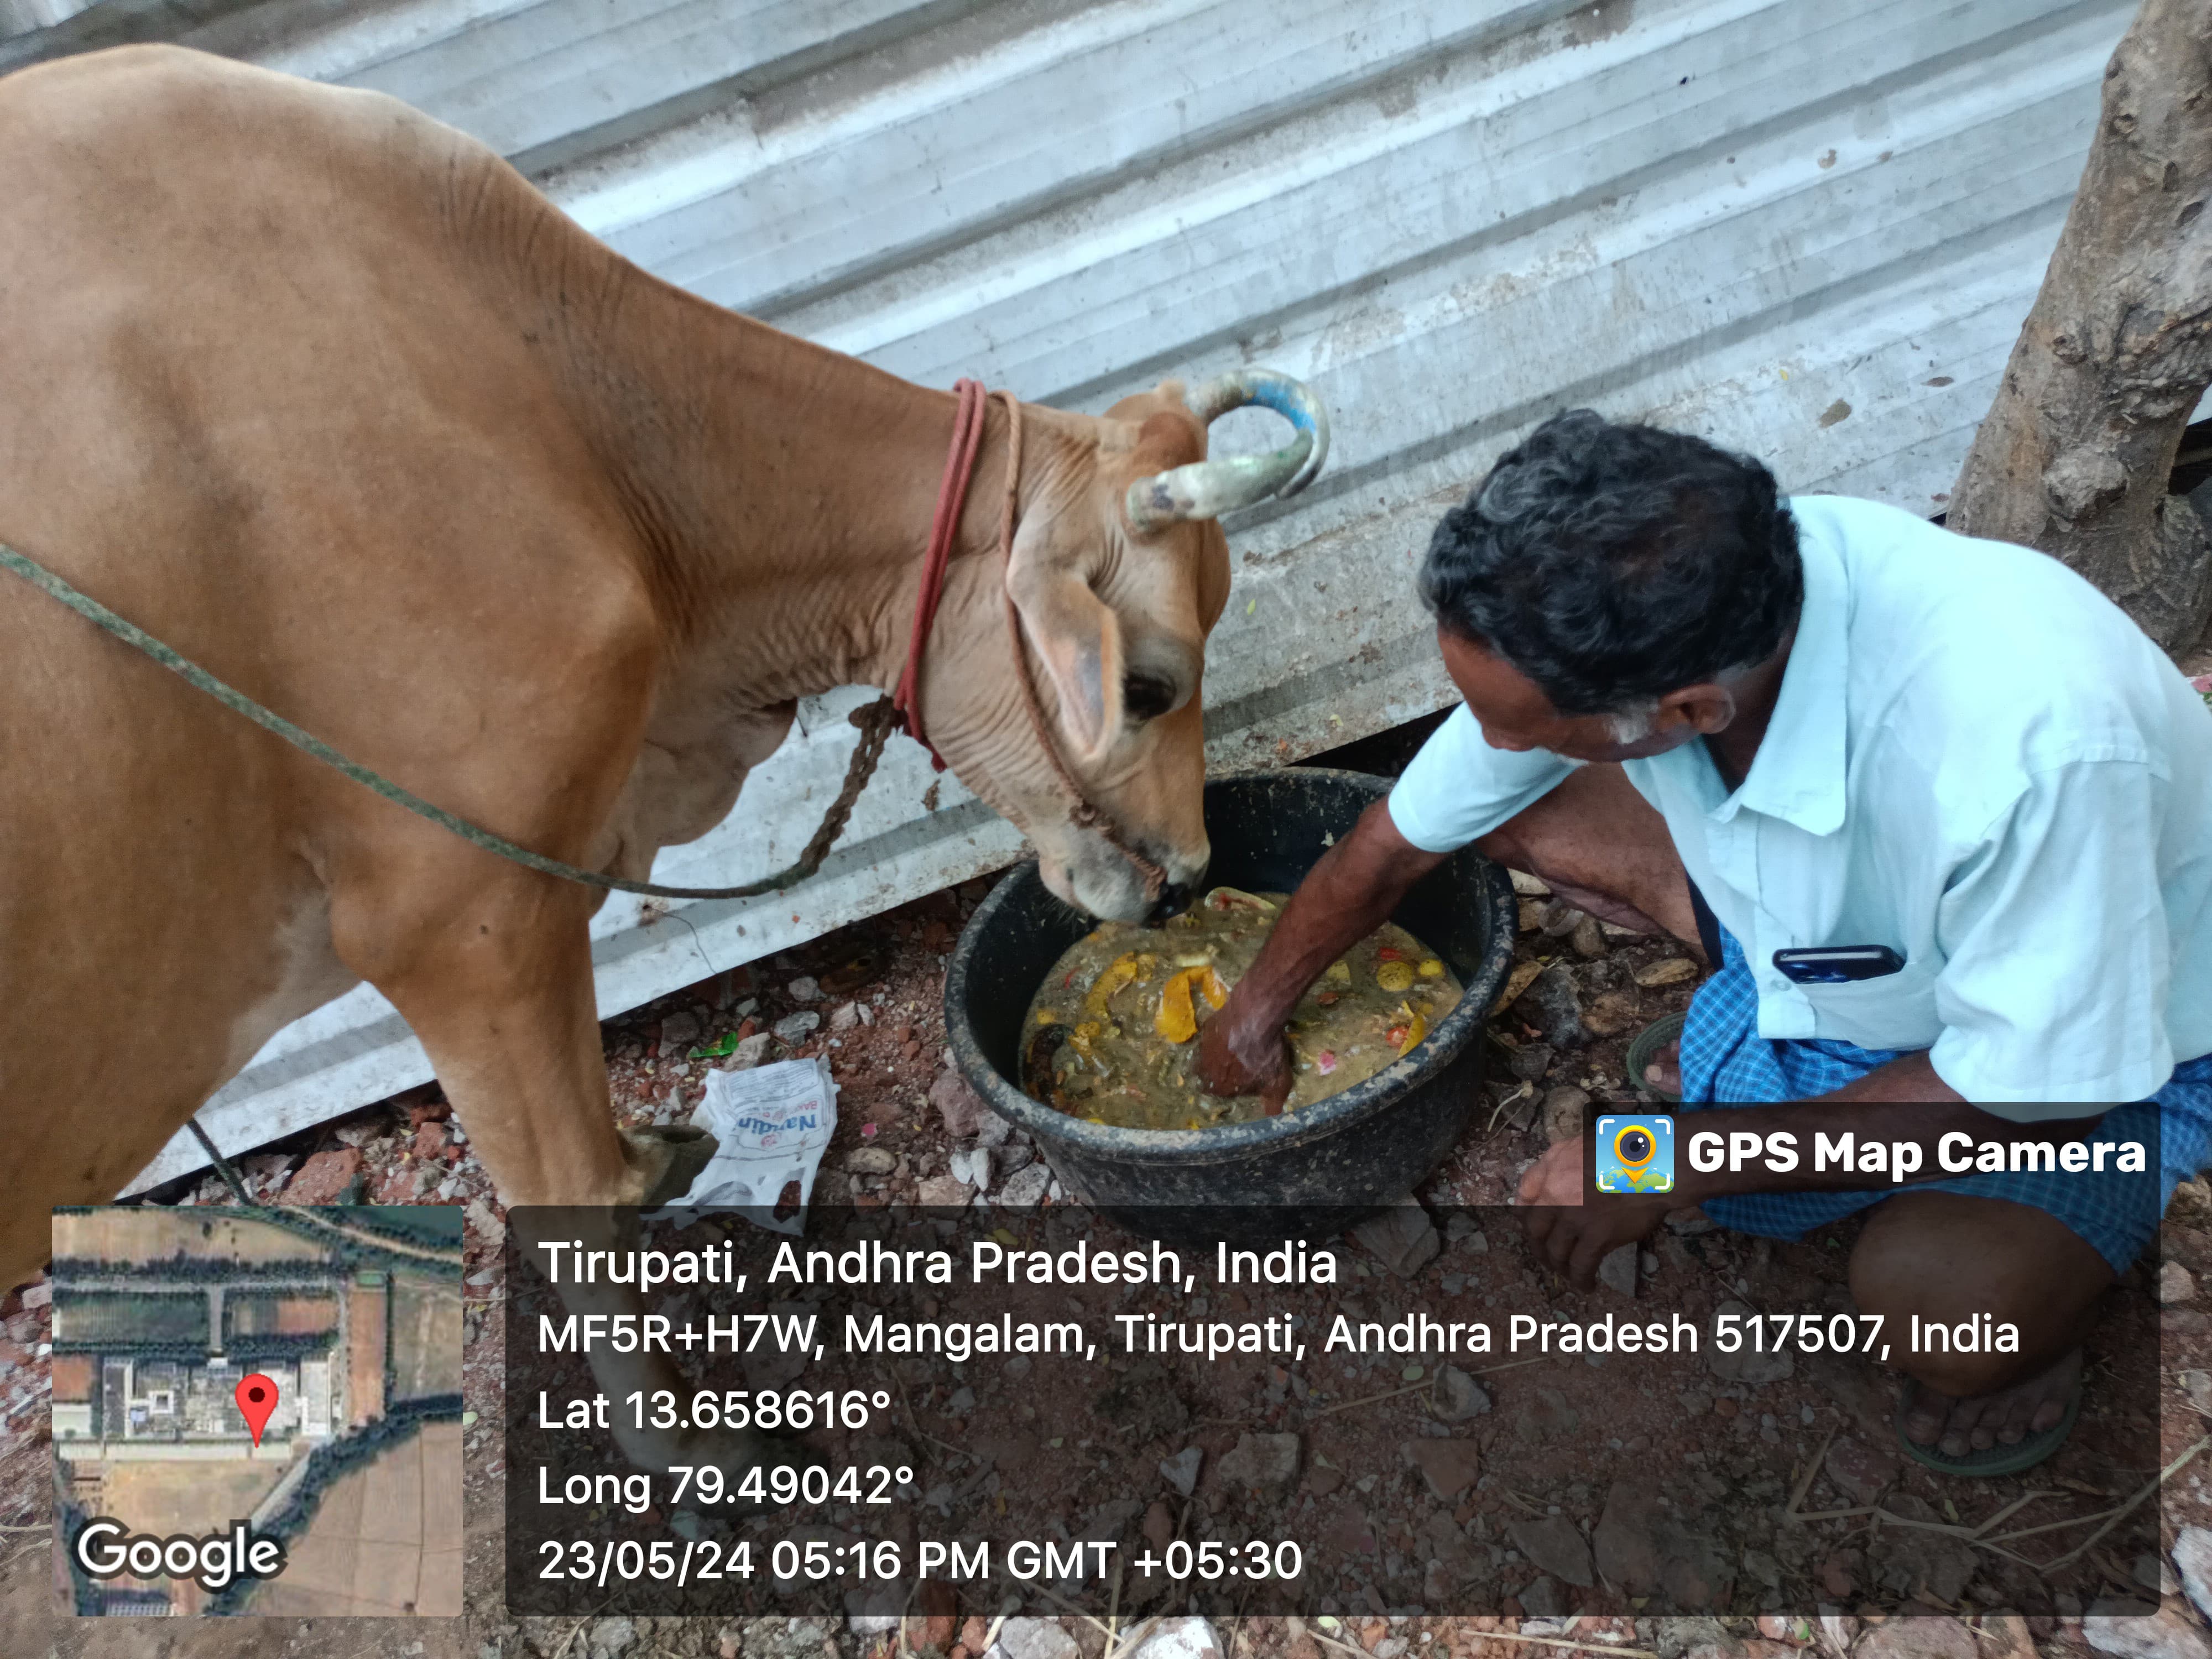 Nandini
GPS Map Camera
Tirupati, Andhra Pradesh, India
MF5R+H7W, Mangalam, Tirupati, Andhra Pradesh 517507, India
Lat 13.658616°
Long 79.49042°
23/05/24 05:16 PM GMT +05:30
Google